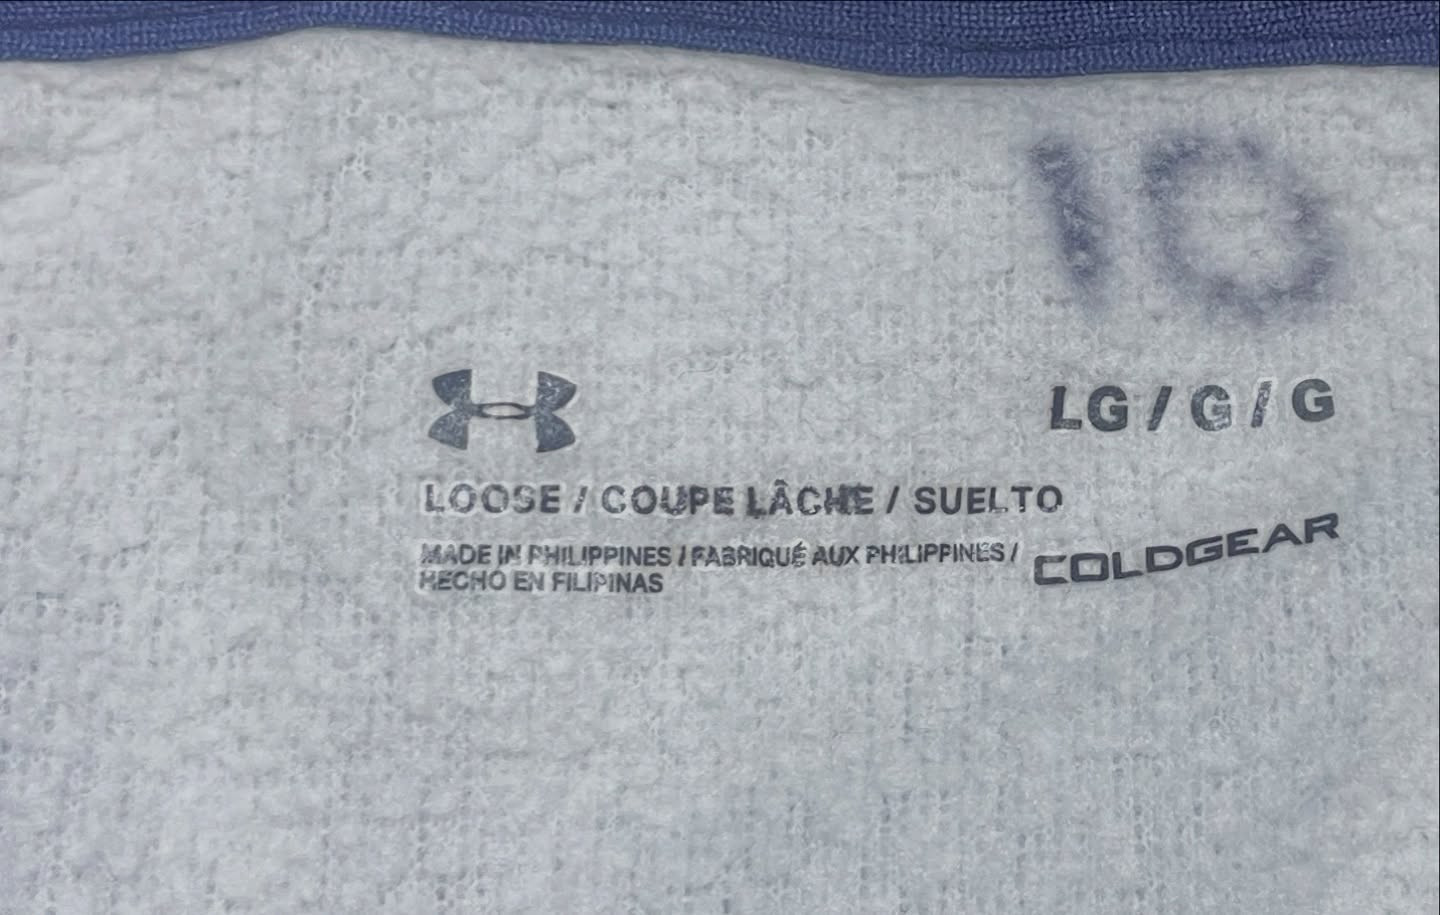 10
LG / G / G
LOOSE / COUPE LÂCHE / SUELTO
MADE IN PHILIPPINES / FABRIQUÉ AUX PHILIPPINES /
HECHO EN FILIPINAS
COLDGEAR